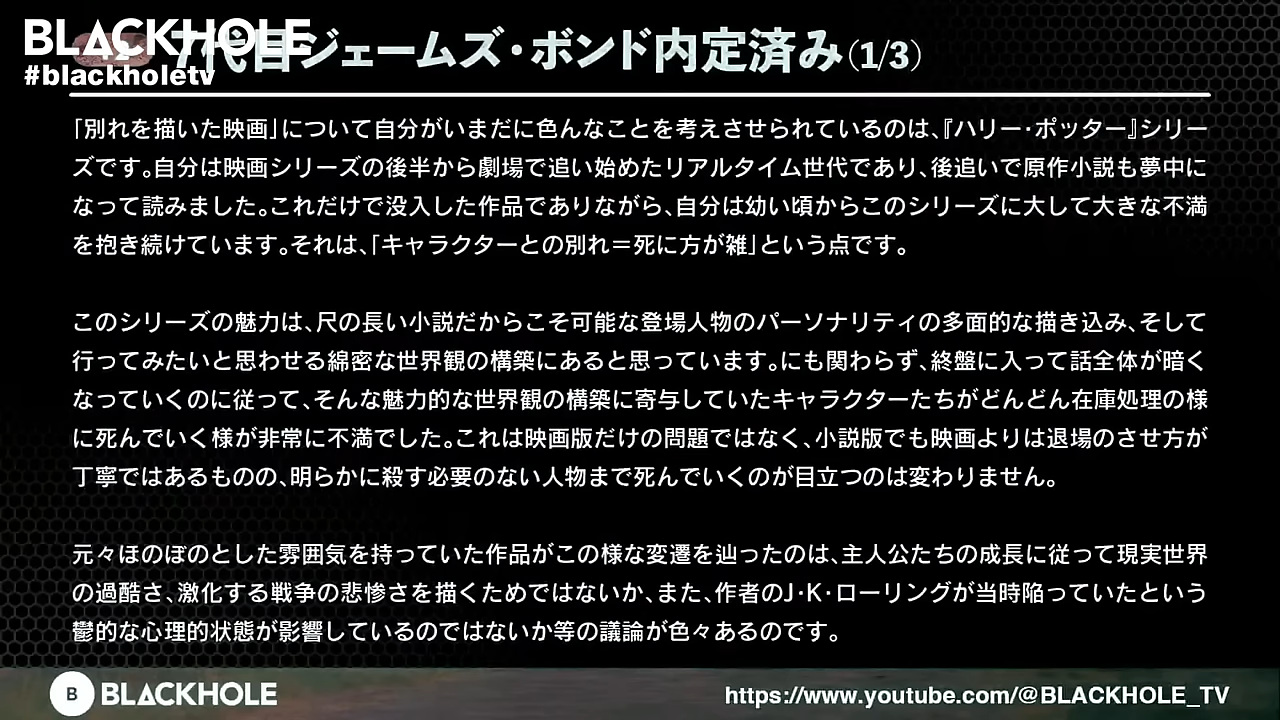 BLACKHOLE
#blackholetv
7代目ジェームズ・ボンド内定済み(1/3)
「別れを描いた映画」について自分がいまだに色んなことを考えさせられているのは、『ハリー・ポッター』シリー
ズです。自分は映画シリーズの後半から劇場で追い始めたリアルタイム世代であり、後追いで原作小説も夢中に
なって読みました。これだけで没入した作品でありながら、自分は幼い頃からこのシリーズに大して大きな不満
を抱き続けています。それは、「キャラクターとの別れ=死に方が雑」という点です。
このシリーズの魅力は、尺の長い小説だからこそ可能な登場人物のパーソナリティの多面的な描き込み、そして
行ってみたいと思わせる綿密な世界観の構築にあると思っています。にも関わらず、終盤に入って話全体が暗く
なっていくのに従って、そんな魅力的な世界観の構築に寄与していたキャラクターたちがどんどん在庫処理の様
に死んでいく様が非常に不満でした。これは映画版だけの問題ではなく、小説版でも映画よりは退場のさせ方が
丁寧ではあるものの、明らかに殺す必要のない人物まで死んでいくのが目立つのは変わりません。
元々ほのぼのとした雰囲気を持っていた作品がこの様な変遷を辿ったのは、主人公たちの成長に従って現実世界
の過酷さ、激化する戦争の悲惨さを描くためではないか、また、作者のJ・K・ローリングが当時陥っていたという
鬱的な心理的状態が影響しているのではないか等の議論が色々あるのです。
B BLACKHOLE
https://www.youtube.com/@BLACKHOLE_TV